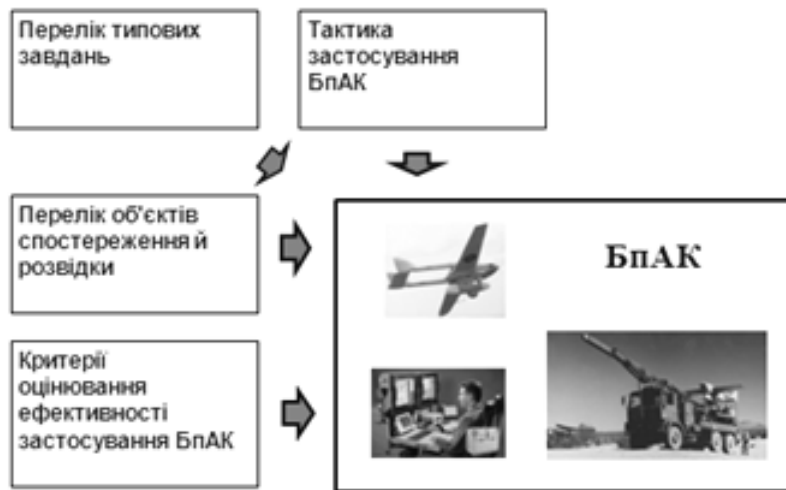 Перелік типових
завдань
Тактика
застосування
БпАК
Перелік об'єктів
спостереження й
розвідки
БпАК
Критерії
оцінювання
ефективності
застосування БпАК